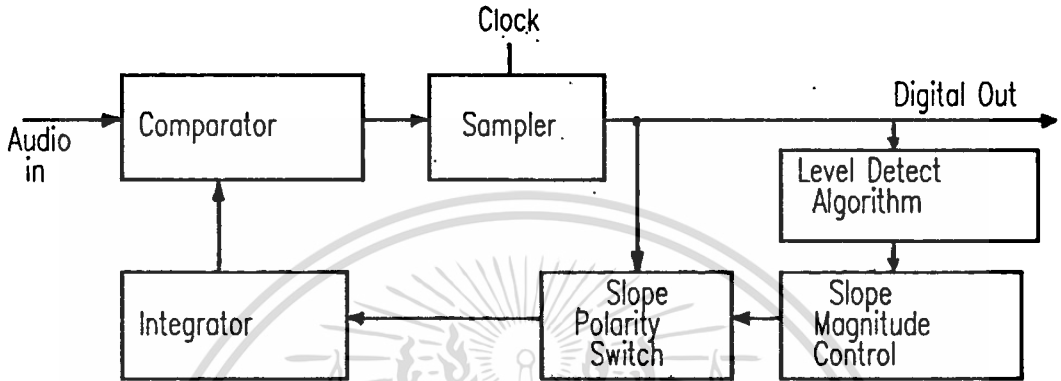 Clock
Audio
in
Comparator
Sampler
Digital Out
Level Detect
Algorithm
Integrator
Slope
Polarity
Switch
Slope
Magnitude
Control